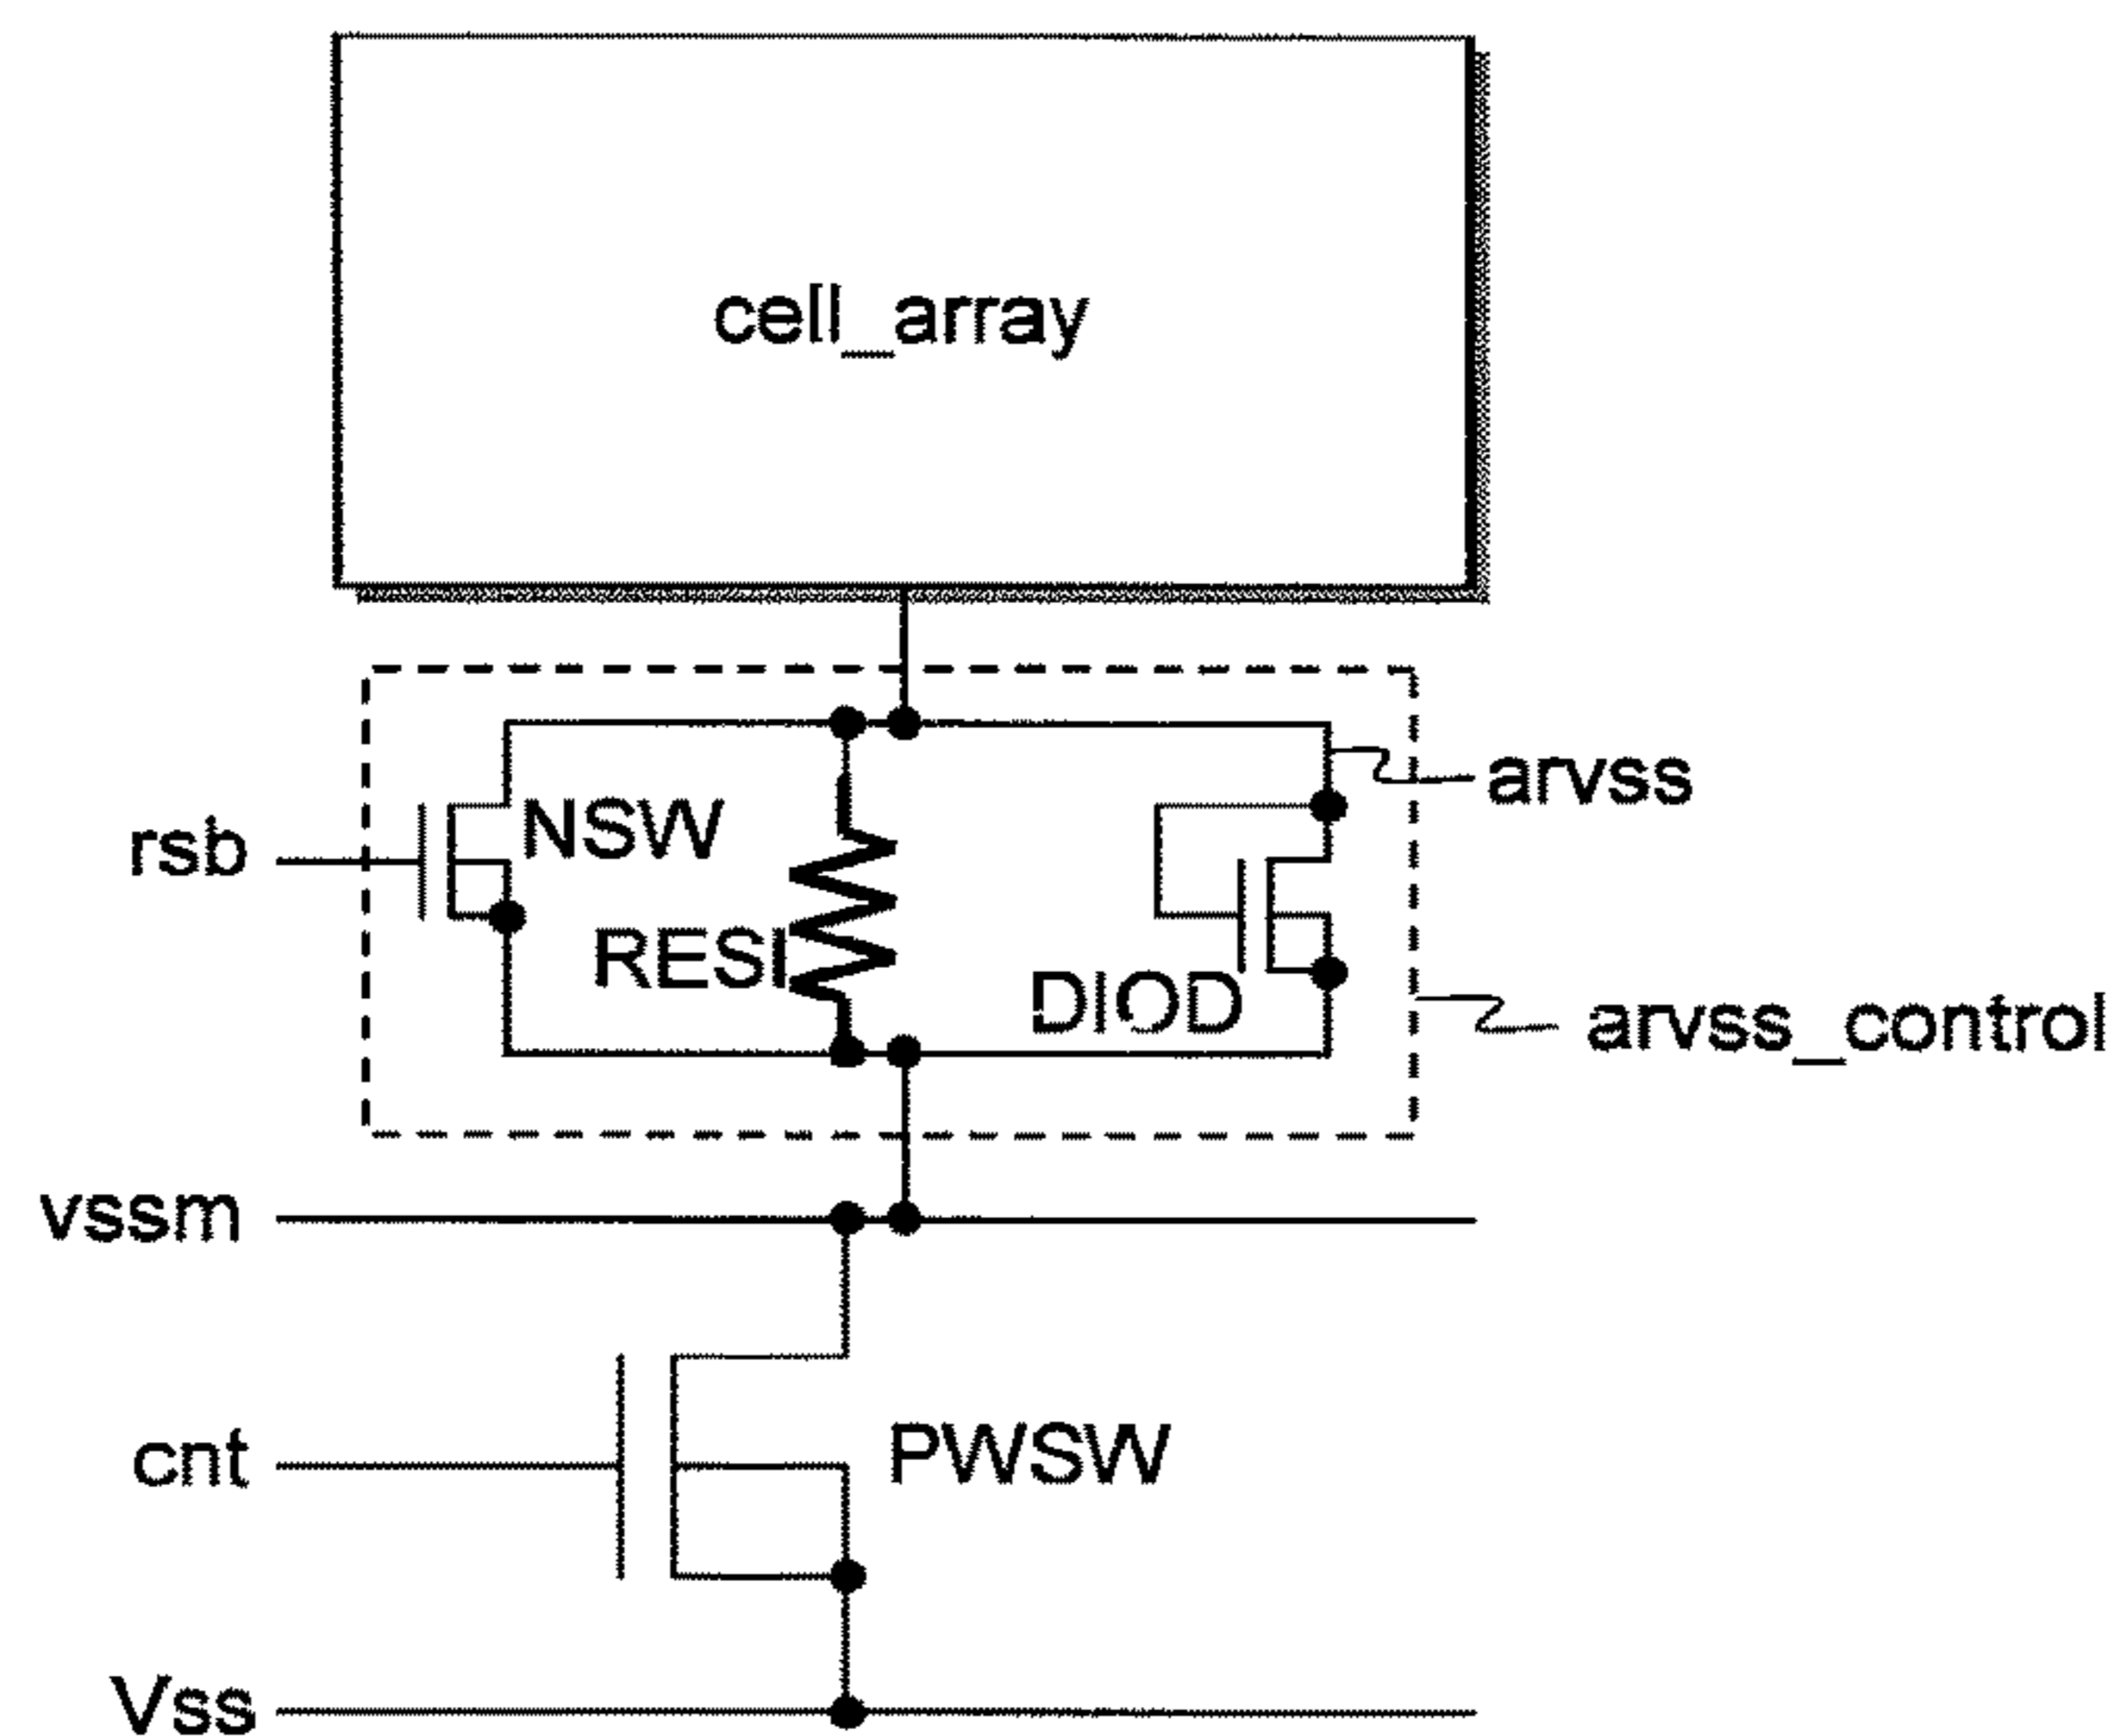 cell_array
arvss
NSW
rsb
RESI
DIOD
arvss_control
vssm
cnt
PWSW
Vss